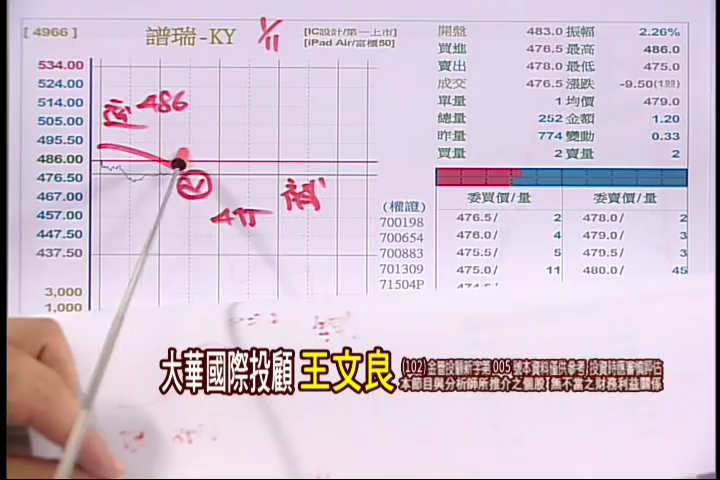 [ 4966 ] 譜瑞-KY 1/11 [IC設計/第一上市]
[iPad Air/富櫃50]
534.00
524.00
514.00
505.00
495.50
486.00
476.50
467.00
457.00
447.50
437.50
3,000
1,000
高 486
475
開盤 483.0 振幅 2.26%
買進 476.5 最高 486.0
賣出 478.0 最低 475.0
成交 476.5 漲跌 -9.50
單量 1 均價 479.0
總量 252 金額 1.20
昨量 774 變動 0.33
買量 2 賣量 2
委買價/量 委賣價/量
476.5/ 2 478.0/ 2
476.0/ 4 479.0/ 3
475.5/ 5 479.5/ 3
475.0/ 11 480.0/ 45
(權證)
700198
700654
700883
701309
71504P
大華國際投顧 王文良
(102)金管投顧新字第 005 號本資料僅供參考,投資時應審慎評估
本節目與分析師所推介之個股 無不當之財務利益關係